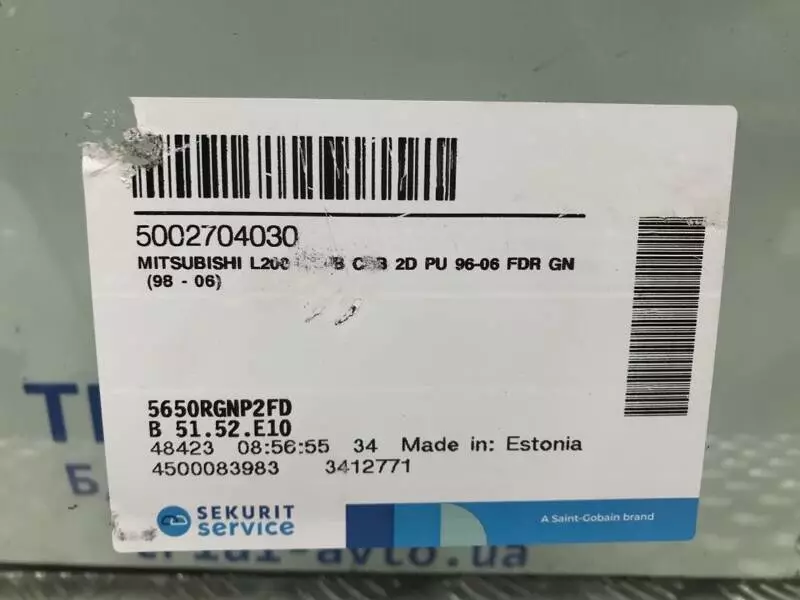 5002704030
MITSUBISHI L200 2D PU 96-06 FDR GN
(98 - 06)
5650RGNP2FD
B 51.52.E10
48423 08:56:55 34 Made in: Estonia
4500083983 3412771
SEKURIT
service
A Saint-Gobain brand